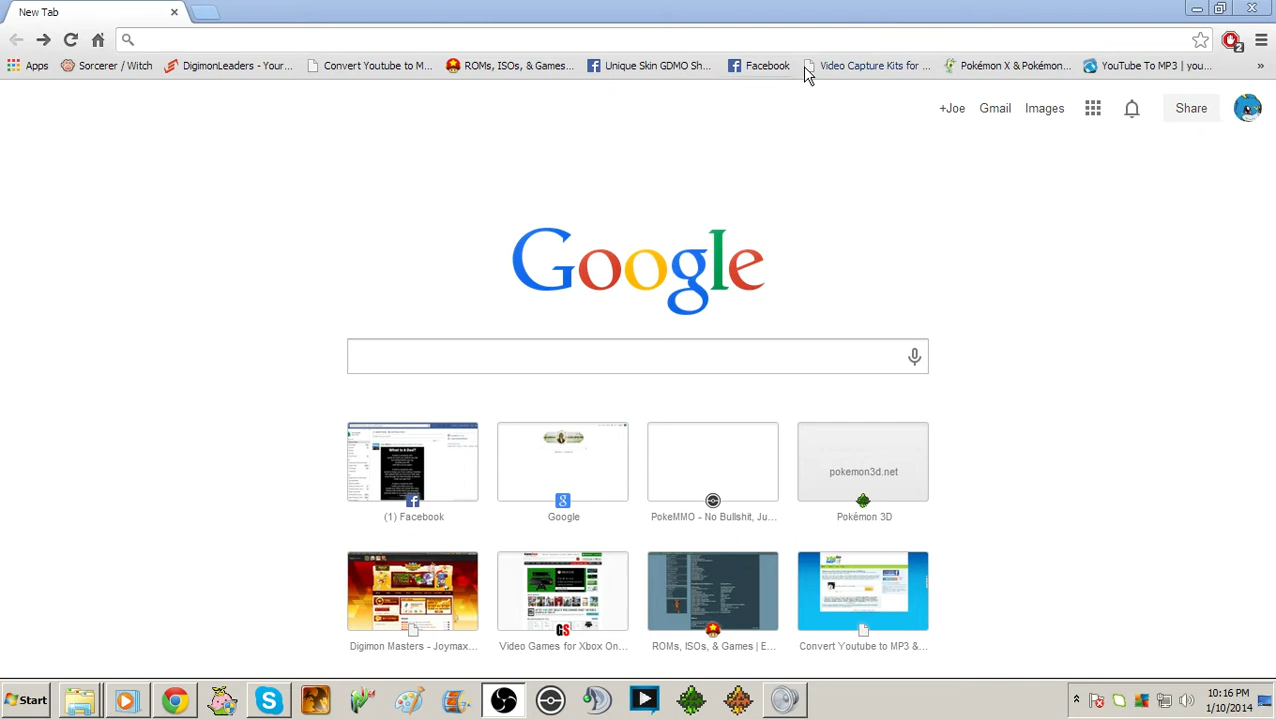 New Tab
Apps Sorcerer / Witch DigimonLeaders - Your... Convert Youtube to M... ROMs, ISOs, & Games... Unique Skin GDMO Sh... Facebook Video Capture Kits for ... Pokémon X & Pokémon... YouTube To MP3 | you... »
+Joe Gmail Images Share
Google
pokemon3d.net
(1) Facebook Google PokeMMO - No Bullshit, Ju... Pokémon 3D
Digimon Masters - Joymax... Video Games for Xbox On... ROMs, ISOs, & Games | E... Convert Youtube to MP3 &...
Start 10:16 PM
1/10/2014